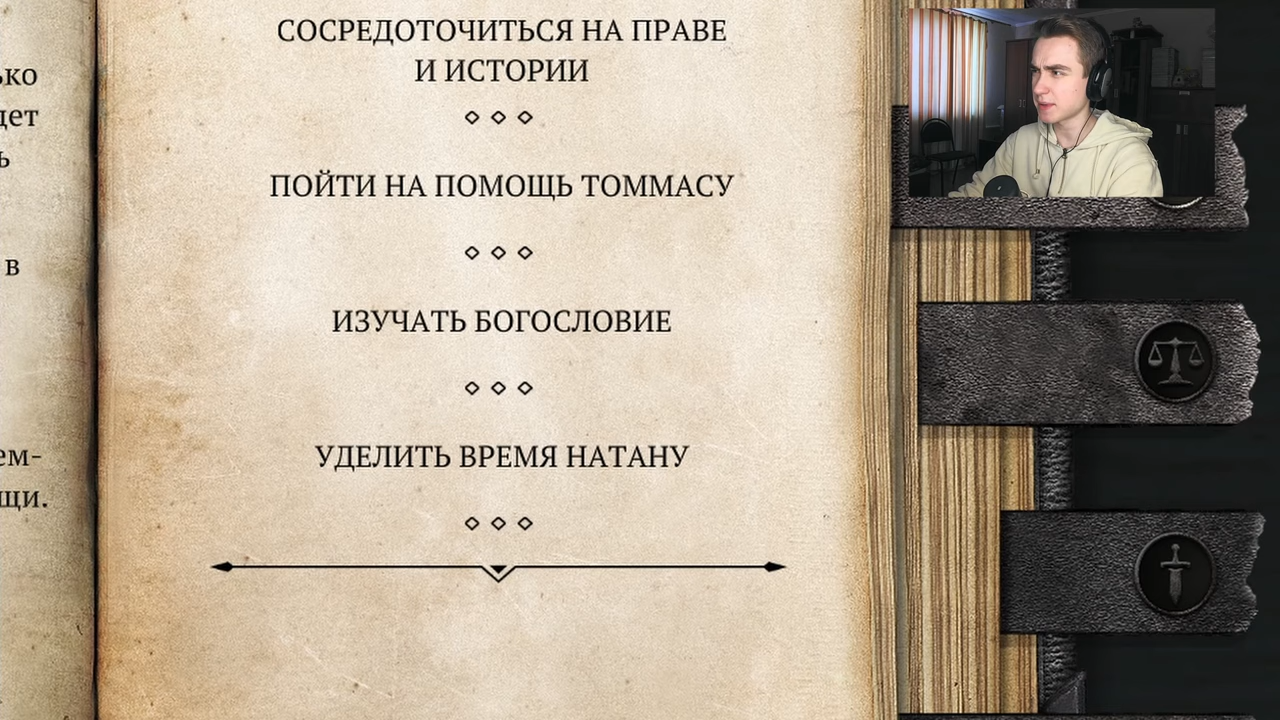 СОСРЕДОТОЧИТЬСЯ НА ПРАВЕ
И ИСТОРИИ
ПОЙТИ НА ПОМОЩЬ ТОММАСУ
в
ИЗУЧАТЬ БОГОСЛОВИЕ
УДЕЛИТЬ ВРЕМЯ НАТАНУ